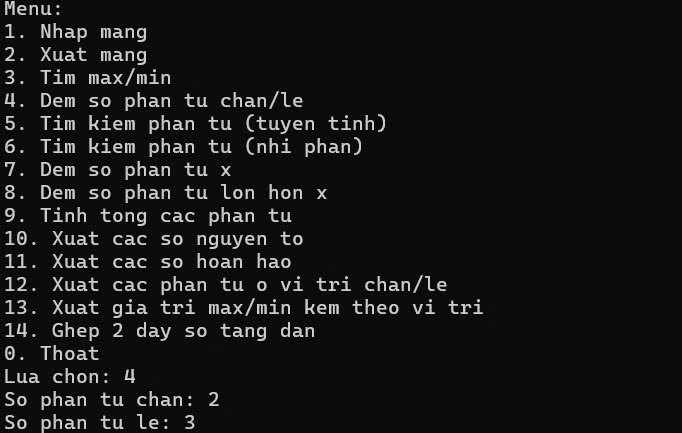 Menu:
1. Nhap mang
2. Xuat mang
3. Tim max/min
4. Dem so phan tu chan/le
5. Tim kiem phan tu (tuyen tinh)
6. Tim kiem phan tu (nhi phan)
7. Dem so phan tu x
8. Dem so phan tu lon hon x
9. Tinh tong cac phan tu
10. Xuat cac so nguyen to
11. Xuat cac so hoan hao
12. Xuat cac phan tu o vi tri chan/le
13. Xuat gia tri max/min kem theo vi tri
14. Ghep 2 day so tang dan
0. Thoat
Lua chon: 4
So phan tu chan: 2
So phan tu le: 3